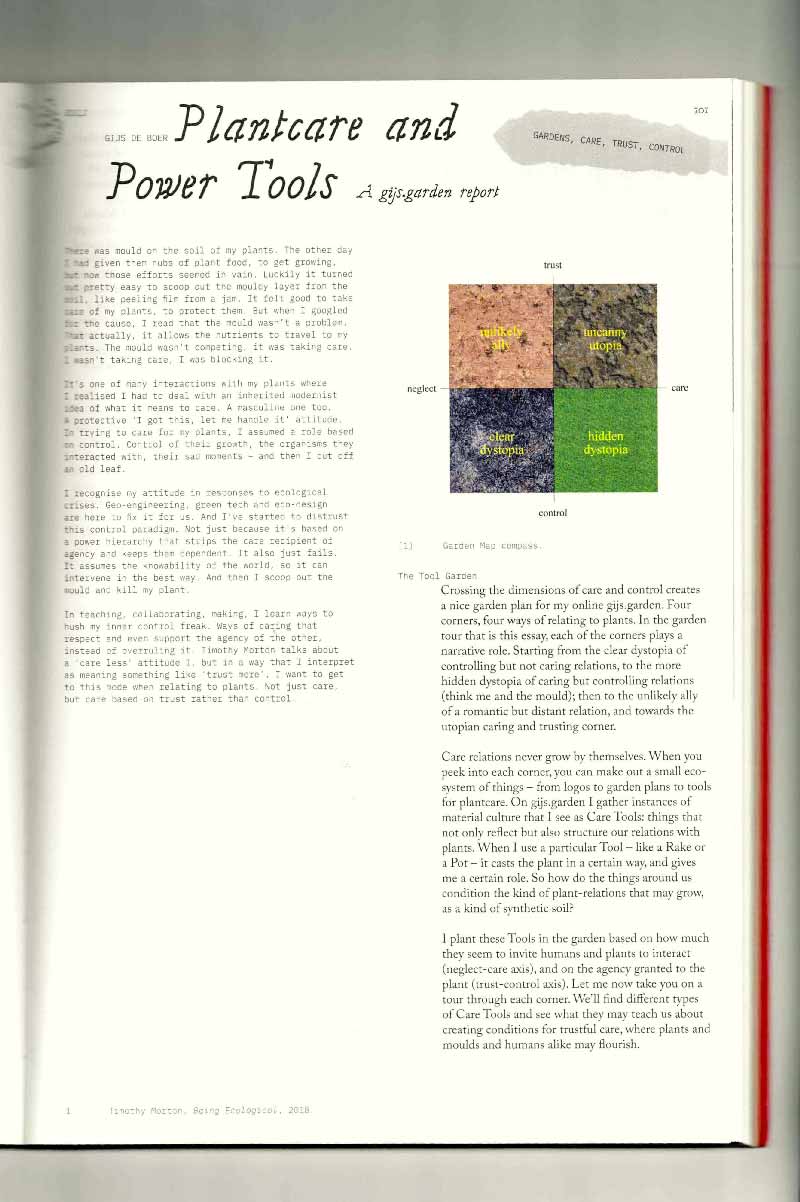 101
GIJS DE BOER Plantcare and
Power Tools A gijs.garden report
GARDENS, CARE, TRUST, CONTROL
There was mould on the soil of my plants. The other day
I had given them nubs of plant food, to get growing,
but now those efforts seemed in vain. Luckily it turned
out pretty easy to scoop out the mouldy layer from the
soil, like peeling film from a jam. It felt good to take
care of my plants, to protect them. But when I googled
for the cause, I read that the mould wasn't a problem.
That actually, it allows the nutrients to travel to my
plants. The mould wasn't competing, it was taking care.
I wasn't taking care, I was blocking it.
It's one of many interactions with my plants where
I realised I had to deal with an inherited modernist
idea of what it means to care. A masculine one too.
A protective 'I got this, let me handle it' attitude.
In trying to care for my plants, I assumed a role based
on control. Control of their growth, the organisms they
interacted with, their sad moments – and then I cut off
an old leaf.
I recognise my attitude in responses to ecological
crises. Geo-engineering, green tech and eco-design
are here to fix it for us. And I've started to distrust
this control paradigm. Not just because it's based on
a power hierarchy that strips the care recipient of
agency and keeps them dependent. It also just fails.
It assumes the knowability of the world, so it can
intervene in the best way. And then I scoop out the
mould and kill my plant.
In teaching, collaborating, making, I learn ways to
hush my inner control freak. Ways of caring that
respect and even support the agency of the other,
instead of overruling it. Timothy Morton talks about
a 'care less' attitude 1, but in a way that I interpret
as meaning something like 'trust more'. I want to get
to this mode when relating to plants. Not just care,
but care based on trust rather than control.
1 Timothy Morton, Being Ecological, 2018
trust
unlikely
ally
uncanny
utopia
neglect
care
clear
dystopia
hidden
dystopia
control
[1] Garden Map compass.
The Tool Garden
Crossing the dimensions of care and control creates
a nice garden plan for my online gijs.garden. Four
corners, four ways of relating to plants. In the garden
tour that is this essay, each of the corners plays a
narrative role. Starting from the clear dystopia of
controlling but not caring relations, to the more
hidden dystopia of caring but controlling relations
(think me and the mould); then to the unlikely ally
of a romantic but distant relation, and towards the
utopian caring and trusting corner.
Care relations never grow by themselves. When you
peek into each corner, you can make out a small eco-
system of things – from logos to garden plans to tools
for plantcare. On gijs.garden I gather instances of
material culture that I see as Care Tools: things that
not only reflect but also structure our relations with
plants. When I use a particular Tool – like a Rake or
a Pot – it casts the plant in a certain way, and gives
me a certain role. So how do the things around us
condition the kind of plant-relations that may grow,
as a kind of synthetic soil?
I plant these Tools in the garden based on how much
they seem to invite humans and plants to interact
(neglect-care axis), and on the agency granted to the
plant (trust-control axis). Let me now take you on a
tour through each corner. We'll find different types
of Care Tools and see what they may teach us about
creating conditions for trustful care, where plants and
moulds and humans alike may flourish.